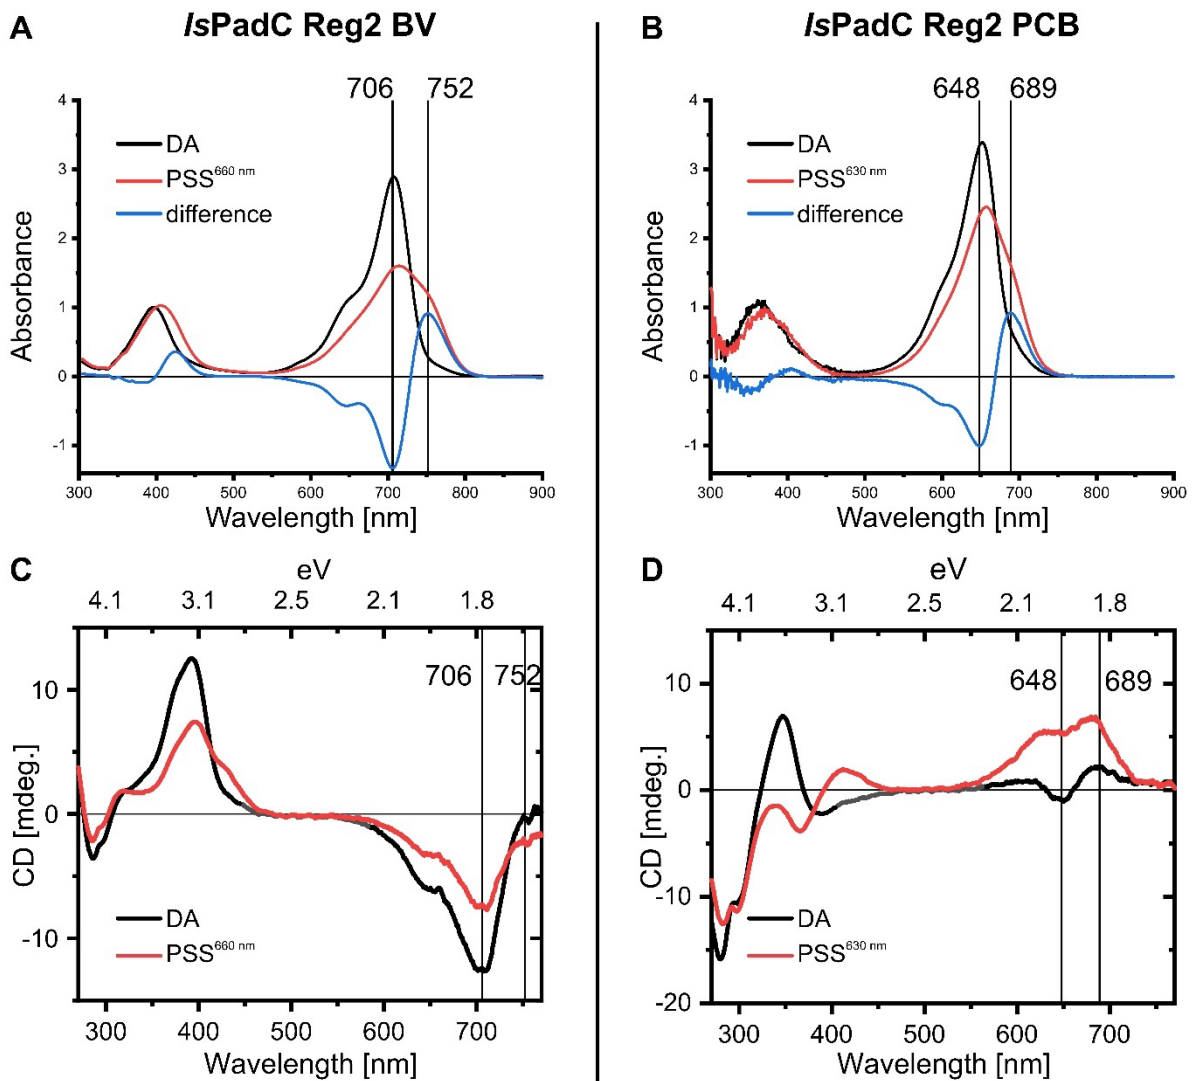 A
IsPadC Reg2 BV
706 752
4
3
2
1
0
-1
Absorbance
DA
PSS660 nm
difference
300 400 500 600 700 800 900
Wavelength [nm]
B
IsPadC Reg2 PCB
648 689
4
3
2
1
0
-1
Absorbance
DA
PSS630 nm
difference
300 400 500 600 700 800 900
Wavelength [nm]
C
eV
4.1 3.1 2.5 2.1 1.8
706 752
10
0
-10
CD [mdeg.]
DA
PSS660 nm
300 400 500 600 700
Wavelength [nm]
D
eV
4.1 3.1 2.5 2.1 1.8
648 689
10
0
-10
-20
CD [mdeg.]
DA
PSS630 nm
300 400 500 600 700
Wavelength [nm]